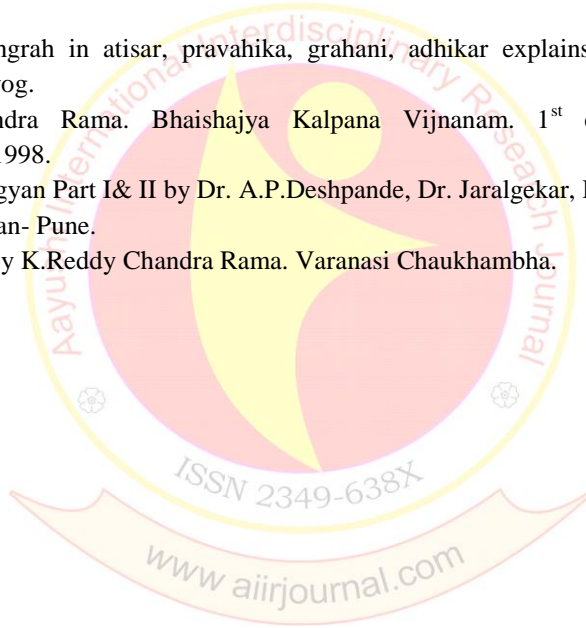 ngrah in atisar, pravahika, grahani, adhikar explains
yog.
ndra Rama. Bhaishajya Kalpana Vijnanam. 1st
1998.
gyan Part I& II by Dr. A.P.Deshpande, Dr. Jaralgekar,
an- Pune.
y K.Reddy Chandra Rama. Varanasi Chaukhambha.
Aayushi International Interdisciplinary Research Journal
ISSN 2349-638X
www aiirjournal.com